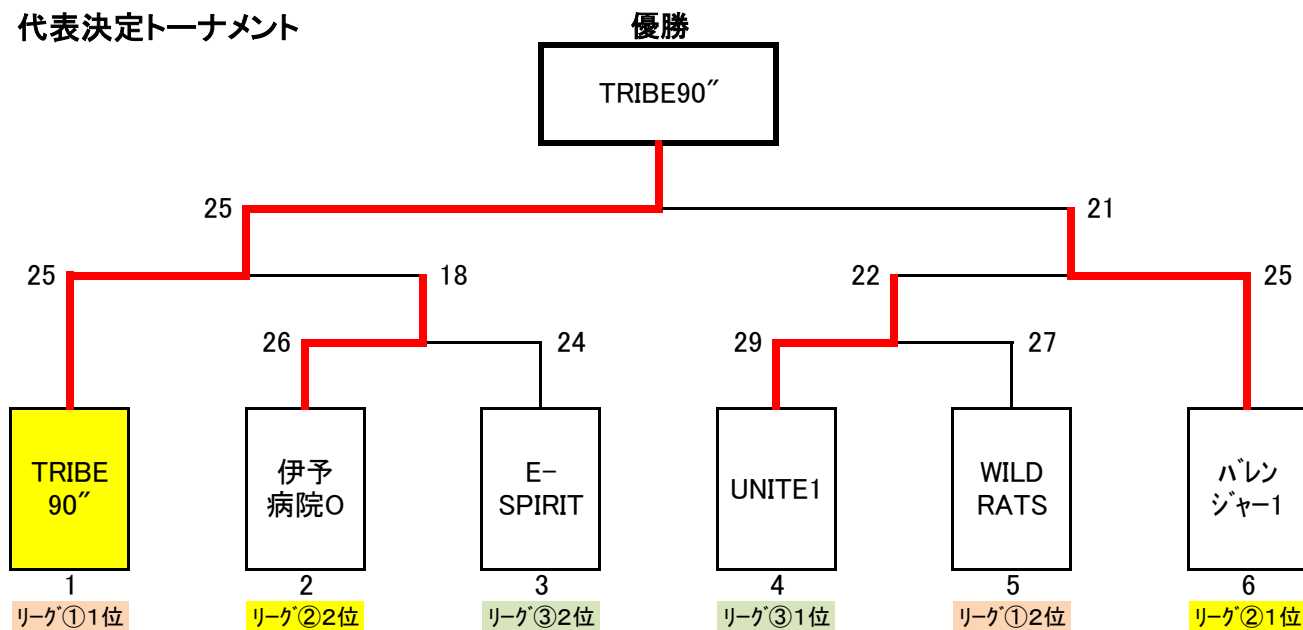 代表決定トーナメント
優勝
TRIBE90″
25
21
25
18
22
25
26
24
29
27
TRIBE
90″
伊予
病院O
E-
SPIRIT
UNITE1
WILD
RATS
バレン
ジャー1
1
2
3
4
5
6
リーグ①1位
リーグ②2位
リーグ③2位
リーグ③1位
リーグ①2位
リーグ②1位